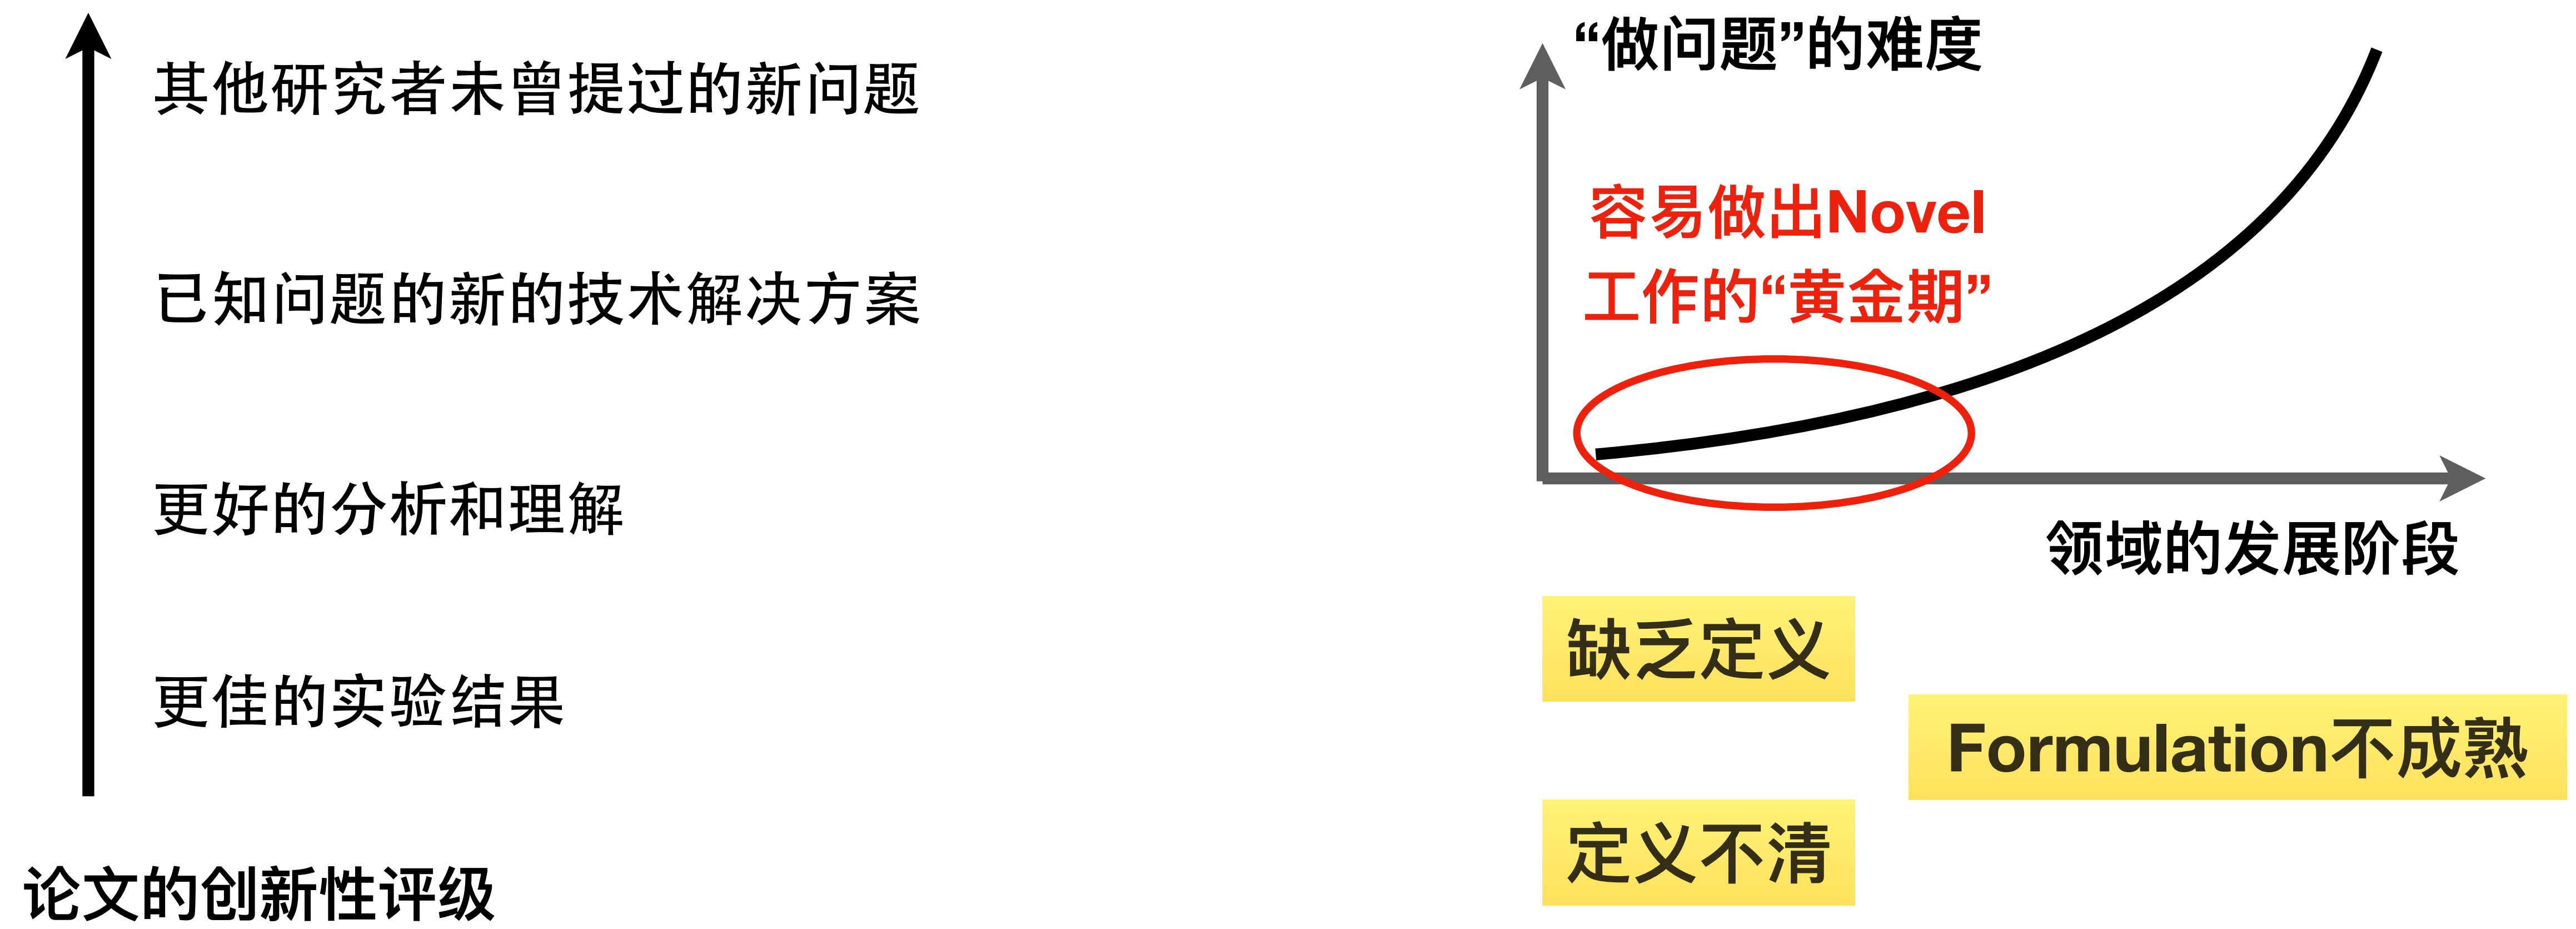 其他研究者未曾提过的新问题
已知问题的新的技术解决方案
更好的分析和理解
更佳的实验结果
论文的创新性评级
“做问题”的难度
容易做出Novel
工作的“黄金期”
领域的发展阶段
缺乏定义
Formulation不成熟
定义不清